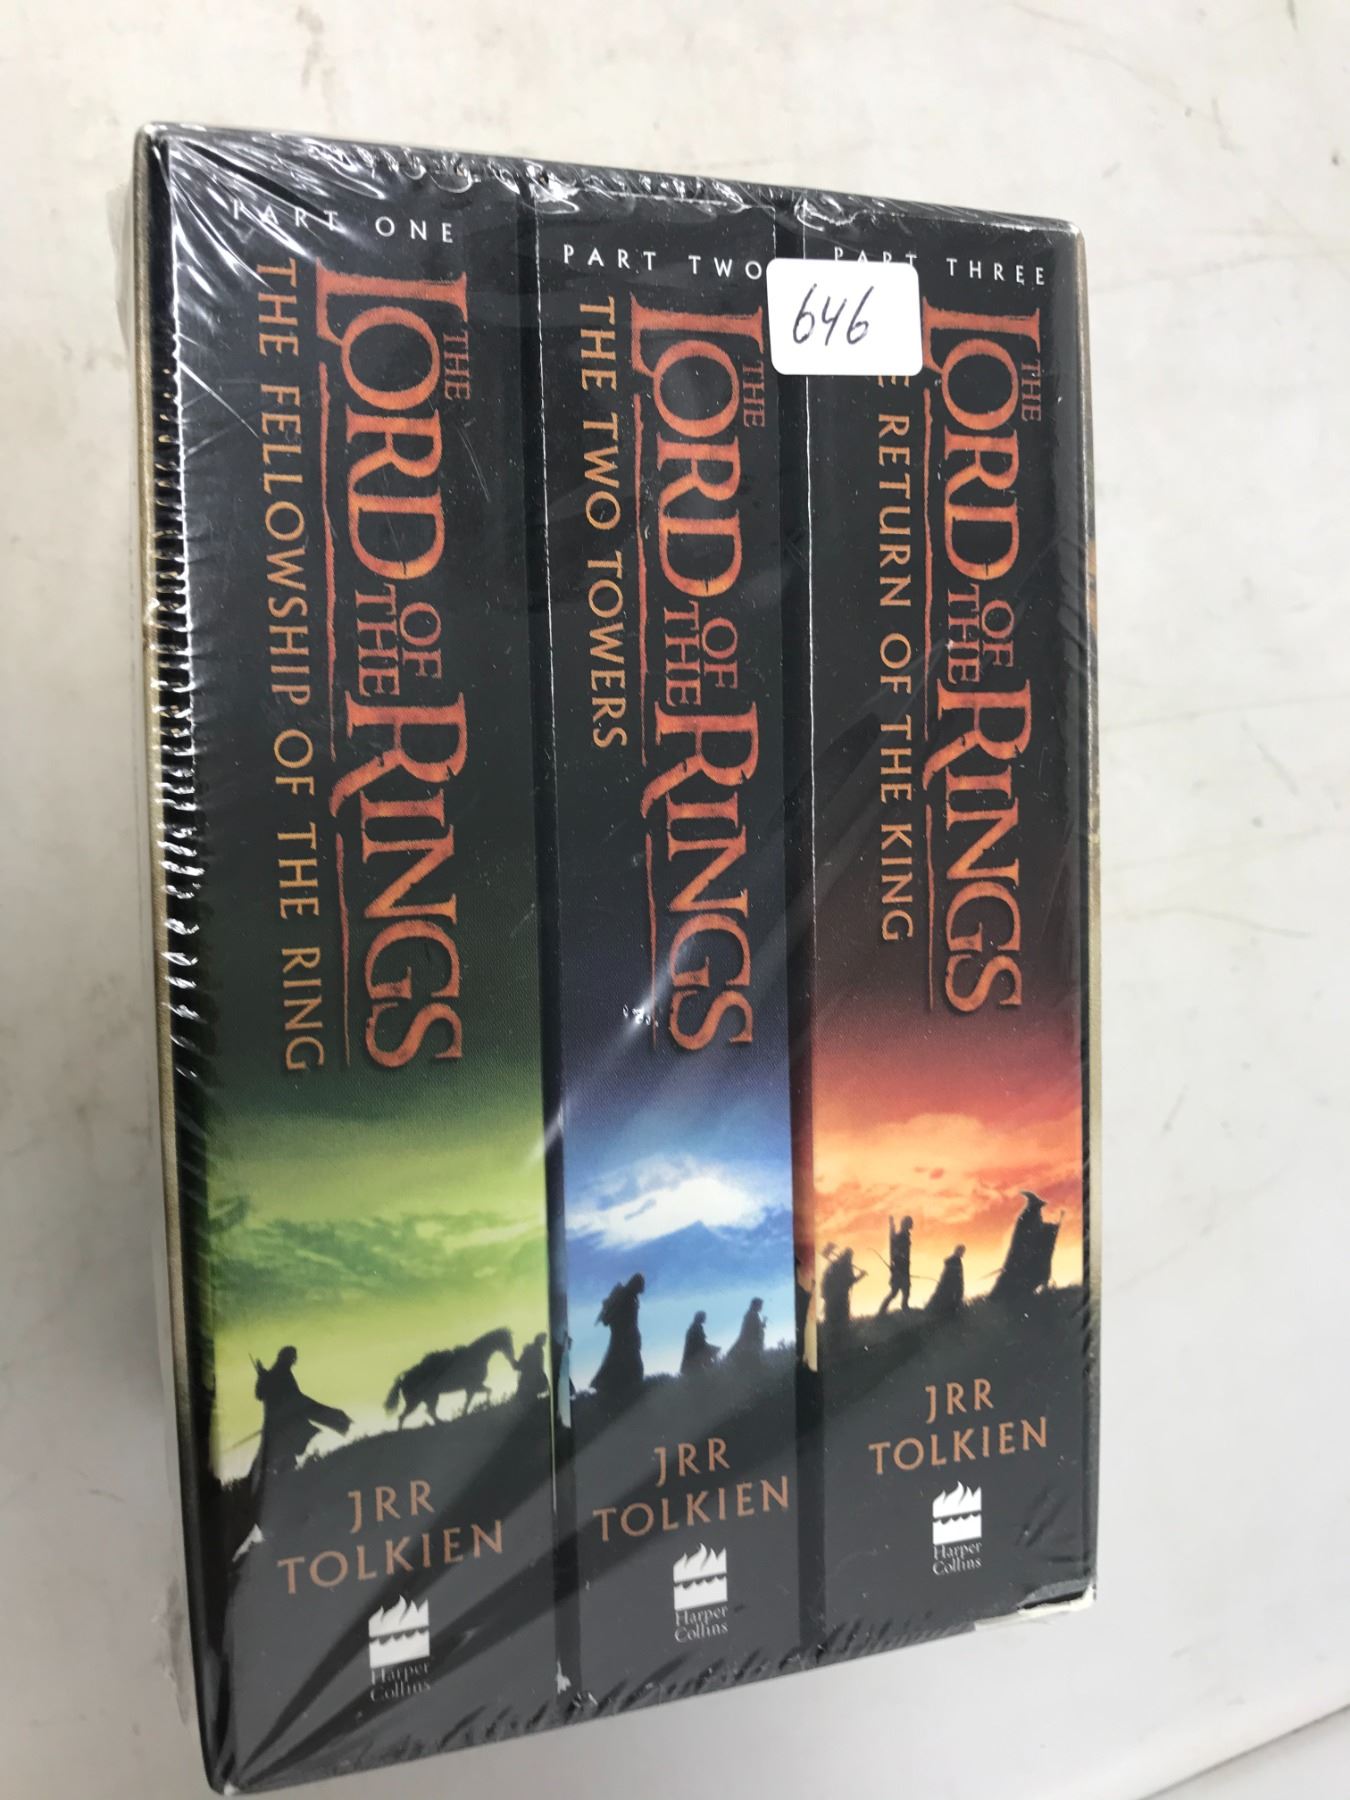 PART ONE
THE LORD OF THE RINGS
THE FELLOWSHIP OF THE RING
JRR
TOLKIEN
Harper
Collins
PART TWO
THE LORD OF THE RINGS
THE TWO TOWERS
JRR
TOLKIEN
Harper
Collins
646
PART THREE
THE LORD OF THE RINGS
E RETURN OF THE KING
JRR
TOLKIEN
Harper
Collins